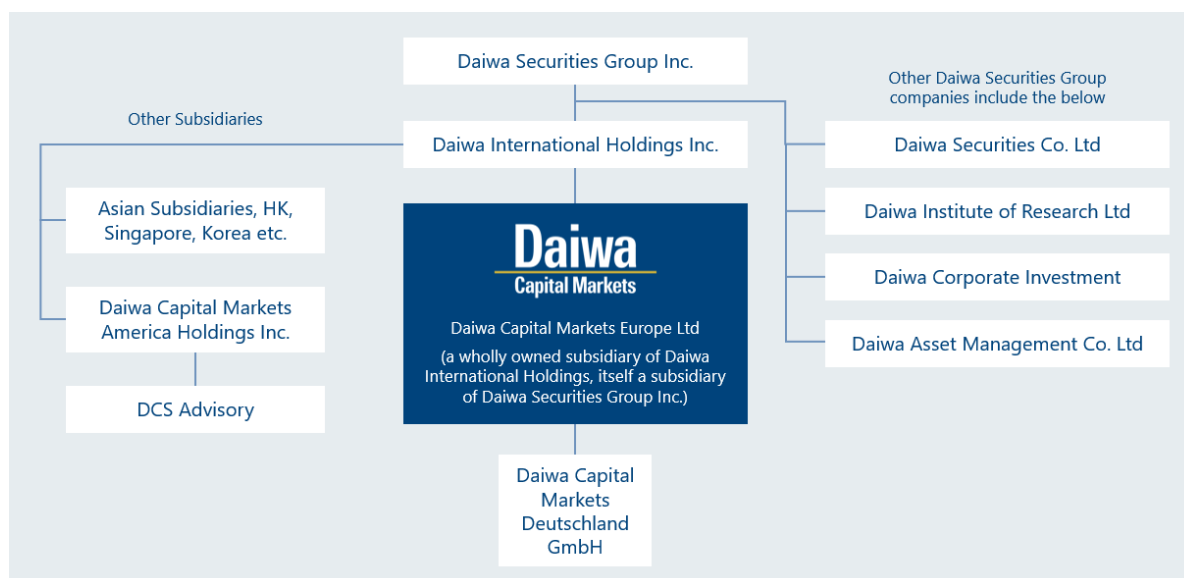 Daiwa Securities Group Inc.
Other Daiwa Securities Group
companies include the below
Other Subsidiaries
Daiwa International Holdings Inc.
Daiwa Securities Co. Ltd
Asian Subsidiaries, HK,
Singapore, Korea etc.
Daiwa Institute of Research Ltd
Daiwa
Capital Markets
Daiwa Corporate Investment
Daiwa Capital Markets
America Holdings Inc.
Daiwa Capital Markets Europe Ltd
(a wholly owned subsidiary of Daiwa
International Holdings, itself a subsidiary
of Daiwa Securities Group Inc.)
Daiwa Asset Management Co. Ltd
DCS Advisory
Daiwa Capital
Markets
Deutschland
GmbH